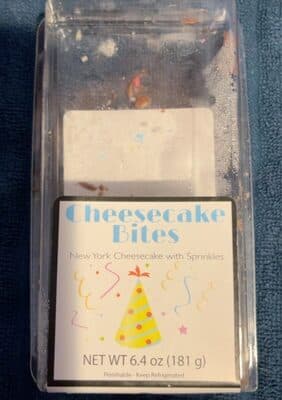 Cheesecake
Bites
New York Cheesecake with Sprinkles
NET WT 6.4 oz (181 g)
Perishable - Keep Refrigerated